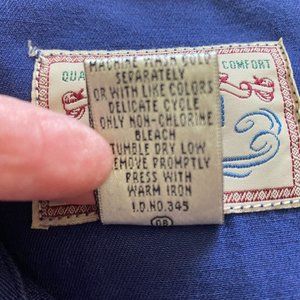 QUA COMFORT
MACHINE WASH COLD
SEPARATELY
OR WITH LIKE COLORS
DELICATE CYCLE
ONLY NON-CHLORINE
BLEACH
TUMBLE DRY LOW
REMOVE PROMPTLY
PRESS WITH
WARM IRON
I.D.NO.345